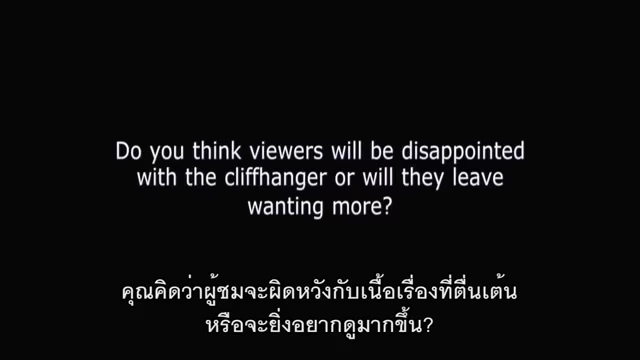 Do you think viewers will be disappointed
with the cliffhanger or will they leave
wanting more?
คุณคิดว่าผู้ชมจะผิดหวังกับเนื้อเรื่องที่ตื่นเต้น
หรือจะยิ่งอยากดูมากขึ้น?